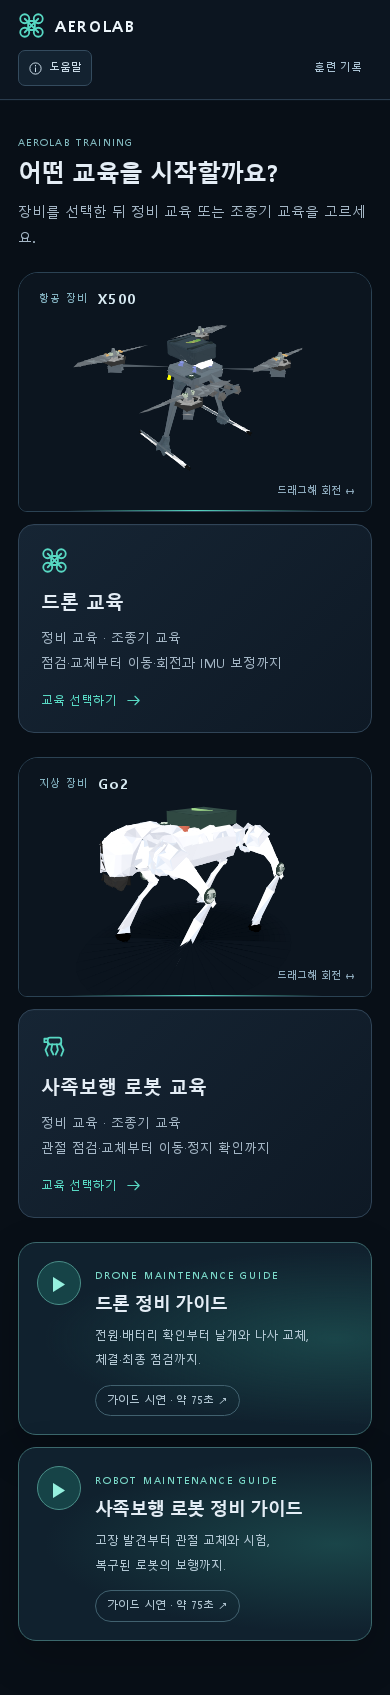 AEROLAB
도움말
훈련 기록
AEROLAB TRAINING
어떤 교육을 시작할까요?
장비를 선택한 뒤 정비 교육 또는 조종기 교육을 고르세
요.
항공 장비 X500
드래그해 회전 ↔
드론 교육
정비 교육 · 조종기 교육
점검·교체부터 이동·회전과 IMU 보정까지
교육 선택하기 →
지상 장비 Go2
드래그해 회전 ↔
사족보행 로봇 교육
정비 교육 · 조종기 교육
관절 점검·교체부터 이동·정지 확인까지
교육 선택하기 →
DRONE MAINTENANCE GUIDE
드론 정비 가이드
전원·배터리 확인부터 날개와 나사 교체,
체결·최종 점검까지.
가이드 시연 · 약 75초 ↗
ROBOT MAINTENANCE GUIDE
사족보행 로봇 정비 가이드
고장 발견부터 관절 교체와 시험,
복구된 로봇의 보행까지.
가이드 시연 · 약 75초 ↗